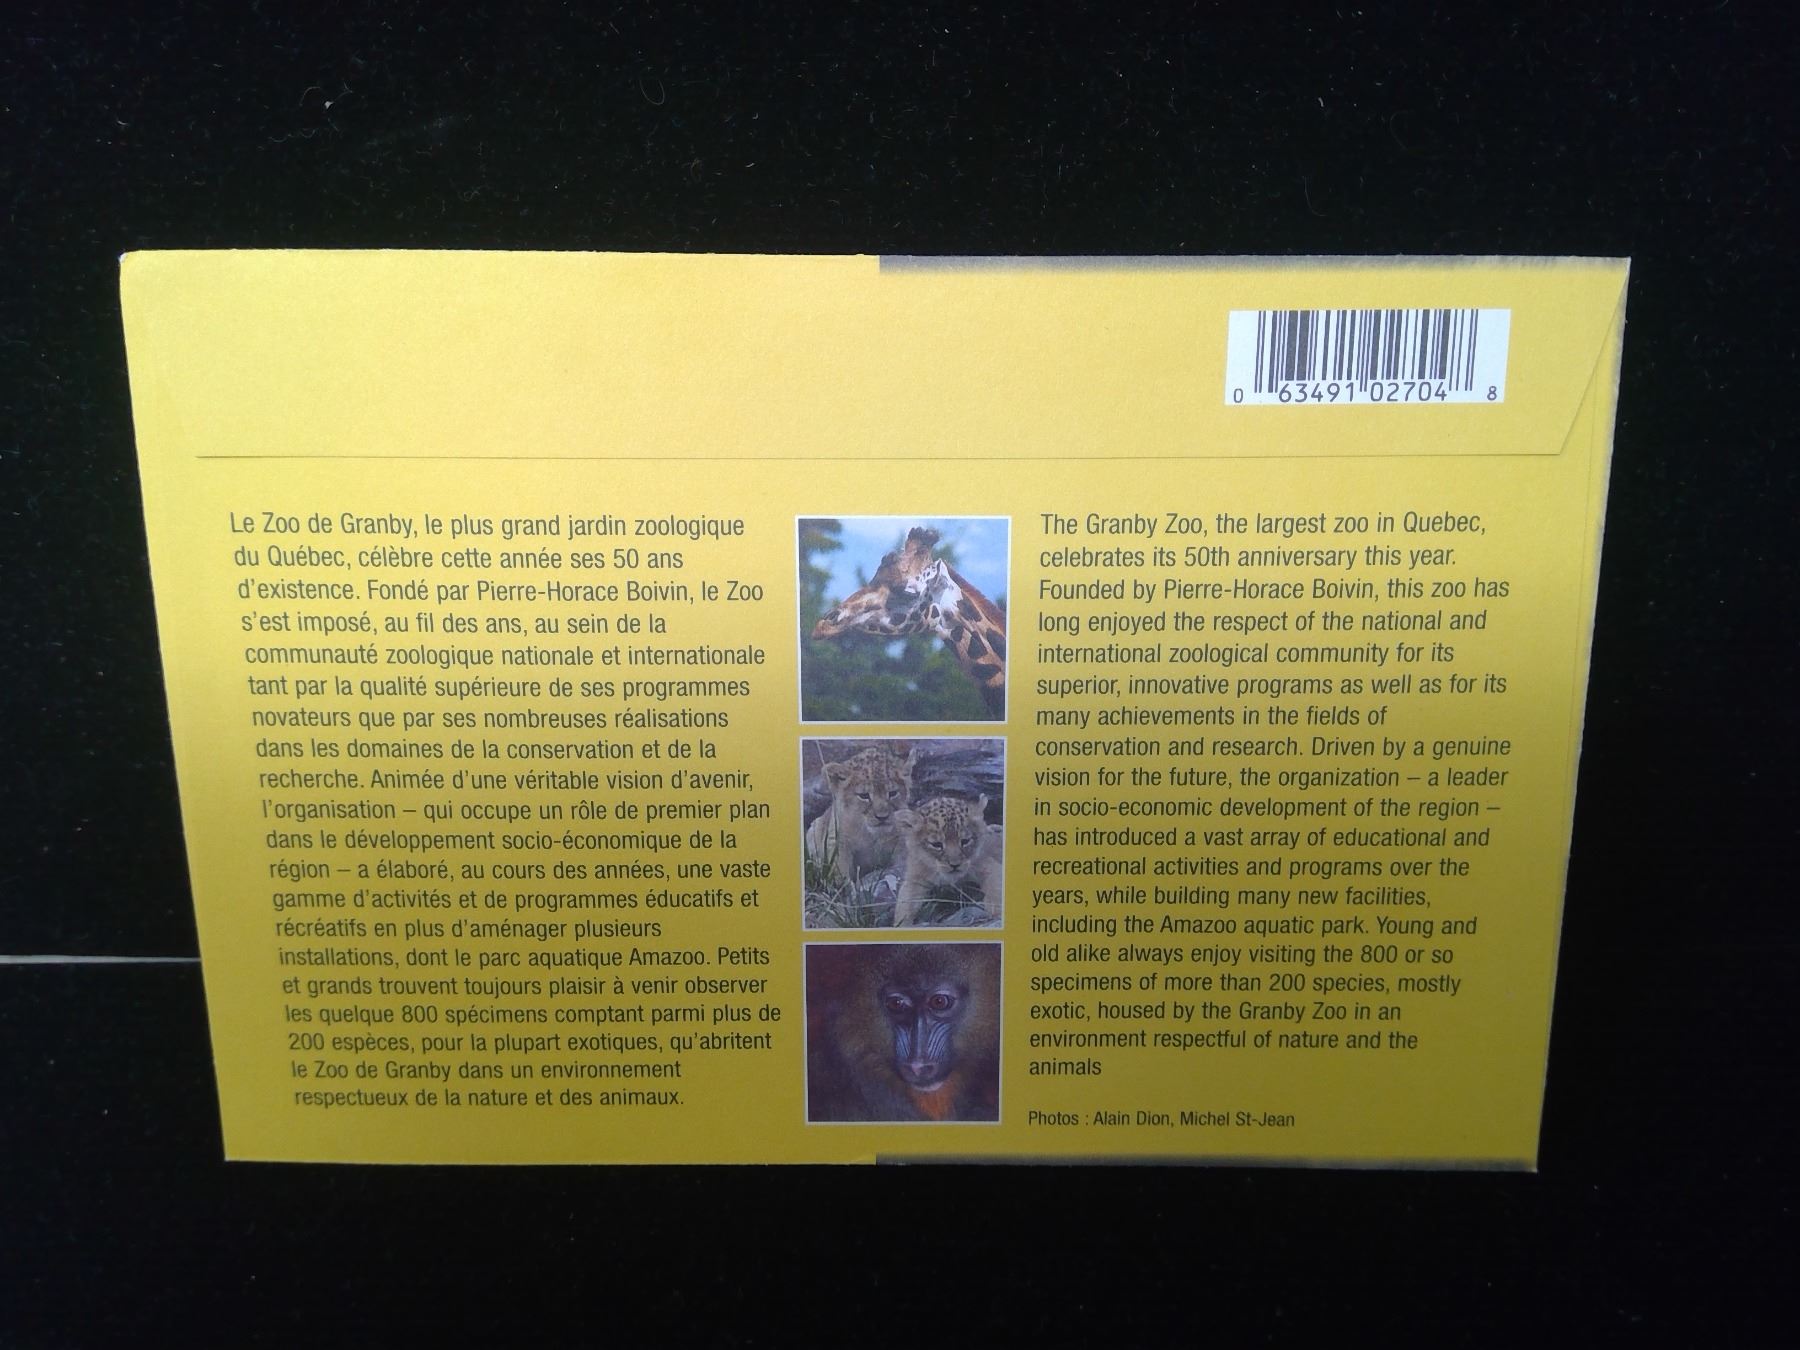 0 63491 02704 8
Le Zoo de Granby, le plus grand jardin zoologique
du Québec, célèbre cette année ses 50 ans
d'existence. Fondé par Pierre-Horace Boivin, le Zoo
s'est imposé, au fil des ans, au sein de la
communauté zoologique nationale et internationale
tant par la qualité supérieure de ses programmes
novateurs que par ses nombreuses réalisations
dans les domaines de la conservation et de la
recherche. Animée d'une véritable vision d'avenir,
l'organisation – qui occupe un rôle de premier plan
dans le développement socio-économique de la
région – a élaboré, au cours des années, une vaste
gamme d'activités et de programmes éducatifs et
récréatifs en plus d'aménager plusieurs
installations, dont le parc aquatique Amazoo. Petits
et grands trouvent toujours plaisir à venir observer
les quelque 800 spécimens comptant parmi plus de
200 espèces, pour la plupart exotiques, qu'abritent
le Zoo de Granby dans un environnement
respectueux de la nature et des animaux.
The Granby Zoo, the largest zoo in Quebec,
celebrates its 50th anniversary this year.
Founded by Pierre-Horace Boivin, this zoo has
long enjoyed the respect of the national and
international zoological community for its
superior, innovative programs as well as for its
many achievements in the fields of
conservation and research. Driven by a genuine
vision for the future, the organization – a leader
in socio-economic development of the region –
has introduced a vast array of educational and
recreational activities and programs over the
years, while building many new facilities,
including the Amazoo aquatic park. Young and
old alike always enjoy visiting the 800 or so
specimens of more than 200 species, mostly
exotic, housed by the Granby Zoo in an
environment respectful of nature and the
animals
Photos : Alain Dion, Michel St-Jean